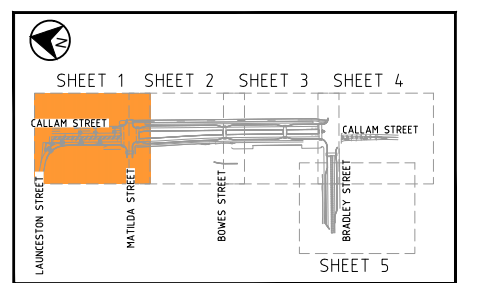 N
SHEET 1
SHEET 2
SHEET 3
SHEET 4
CALLAM STREET
CALLAM STREET
LAUNCESTON STREET
MATILDA STREET
BOWES STREET
BRADLEY STREET
SHEET 5